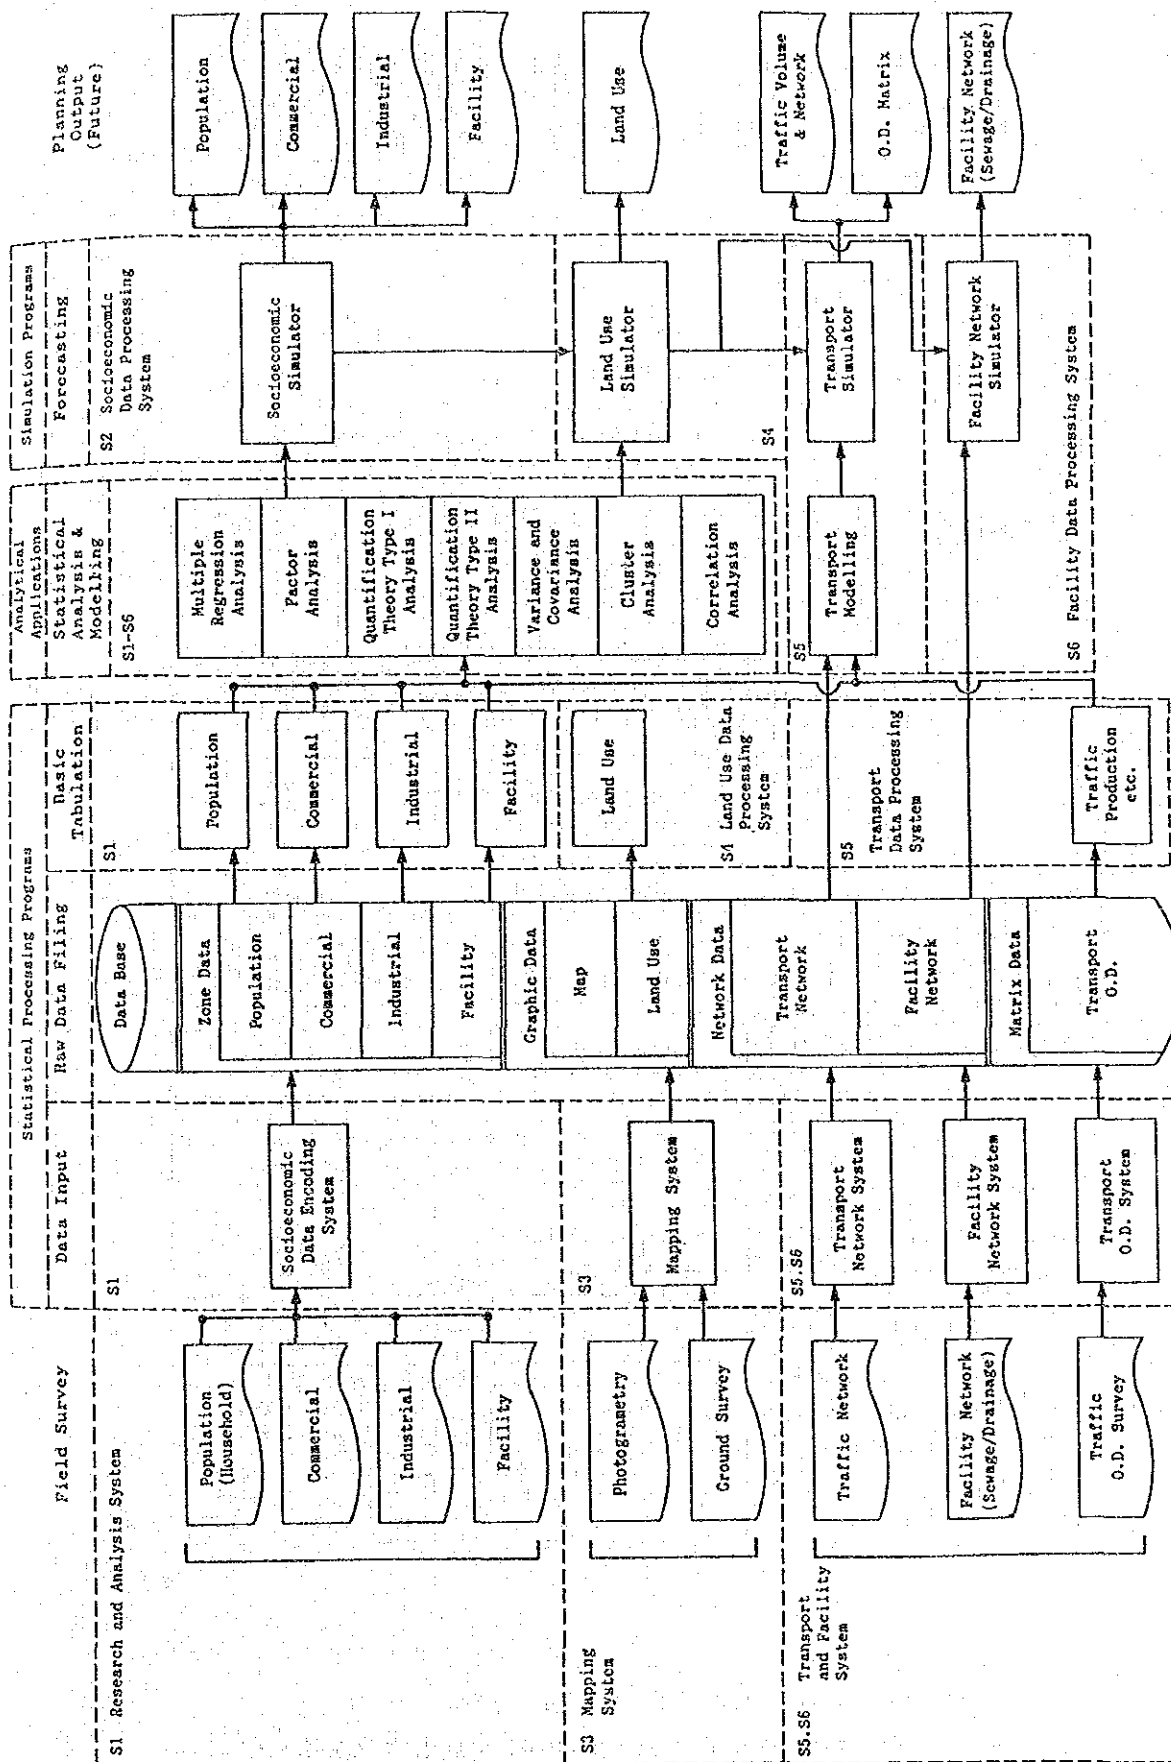 Field Survey
Statistical Processing Programs
Data Input
Raw Data Filing
Basic
Tabulation
Analytical
Applications
Statistical
Analysis &
Modelling
Simulation Programs
Forecasting
Planning
Output
(Future)
S1 Research and Analysis System
Population
(Household)
Commercial
Industrial
Facility
S1
Socioeconomic
Data Encoding
System
Data Base
Zone Data
Population
Commercial
Industrial
Facility
S1
Population
Commercial
Industrial
Facility
S1-S6
Multiple
Regression
Analysis
Factor
Analysis
Quantification
Theory Type I
Analysis
Quantification
Theory Type II
Analysis
Variance and
Covariance
Analysis
Cluster
Analysis
Correlation
Analysis
S2 Socioeconomic
Data Processing
System
Socioeconomic
Simulator
Population
Commercial
Industrial
Facility
S3 Mapping
System
Photogrametry
Ground Survey
S3
Mapping System
Graphic Data
Map
Land Use
Land Use
S4 Land Use Data
Processing
System
Land Use
Simulator
S4
Land Use
S5.S6 Transport
and Facility
System
Traffic Network
Facility Network
(Sewage/Drainage)
Traffic
O.D. Survey
S5.S6
Transport
Network System
Facility
Network System
Transport
O.D. System
Network Data
Transport
Network
Facility
Network
Matrix Data
Transport
O.D.
S5
Transport
Data Processing
System
Traffic
Production
etc.
S5
Transport
Modelling
Transport
Simulator
Traffic Volume
& Network
O.D. Matrix
S6 Facility Data Processing System
Facility Network
Simulator
Facility Network
(Sewage/Drainage)